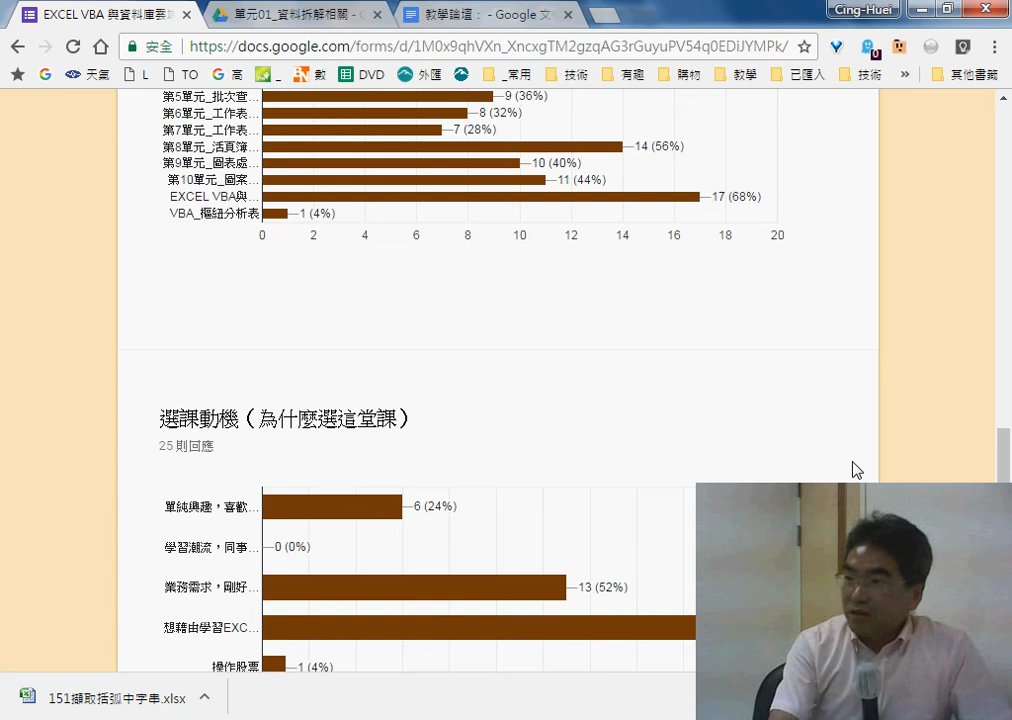 EXCEL VBA 與資料庫雲端
單元01_資料拆解相關 - G
教學論壇： - Google 文
Cing-Huei
安全 https://docs.google.com/forms/d/1M0x9qhVXn_XncxgTM2gzqAG3rGuyuPV54q0EDiJYMPk/
天氣 L TO 高 _ 數 DVD 外匯 _常用 技術 有趣 購物 教學 已匯入 技術 » 其他書籤
第5單元_批次查... 9 (36%)
第6單元_工作表... 8 (32%)
第7單元_工作表... 7 (28%)
第8單元_活頁簿... 14 (56%)
第9單元_圖表處... 10 (40%)
第10單元_圖案... 11 (44%)
EXCEL VBA與... 17 (68%)
VBA_樞紐分析表 1 (4%)
0 2 4 6 8 10 12 14 16 18 20
選課動機（為什麼選這堂課）
25 則回應
單純興趣，喜歡... 6 (24%)
學習潮流，同事... 0 (0%)
業務需求，剛好... 13 (52%)
想藉由學習EXC...
操作股票 1 (4%)
151擷取括弧中字串.xlsx